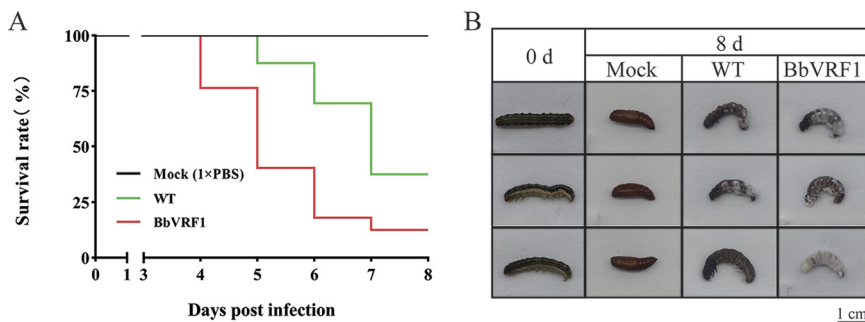 A
Survival rate (%)
100
75
50
25
0
Mock (1×PBS)
WT
BbVRF1
0 1 3 4 5 6 7 8
Days post infection
B
0 d
8 d
Mock WT BbVRF1
1 cm